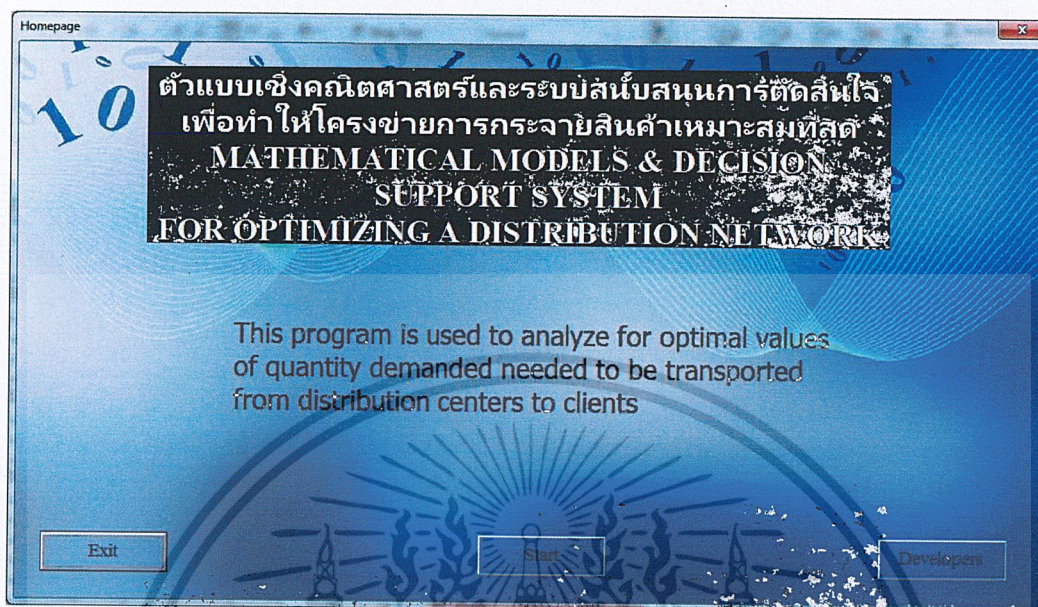 Homepage
ตัวแบบเชิงคณิตศาสตร์และระบบสนับสนุนการตัดสินใจ
เพื่อทำให้โครงข่ายการกระจายสินค้าเหมาะสมที่สุด
MATHEMATICAL MODELS & DECISION
SUPPORT SYSTEM
FOR OPTIMIZING A DISTRIBUTION NETWORK
This program is used to analyze for optimal values
of quantity demanded needed to be transported
from distribution centers to clients
Exit
Start
Developers